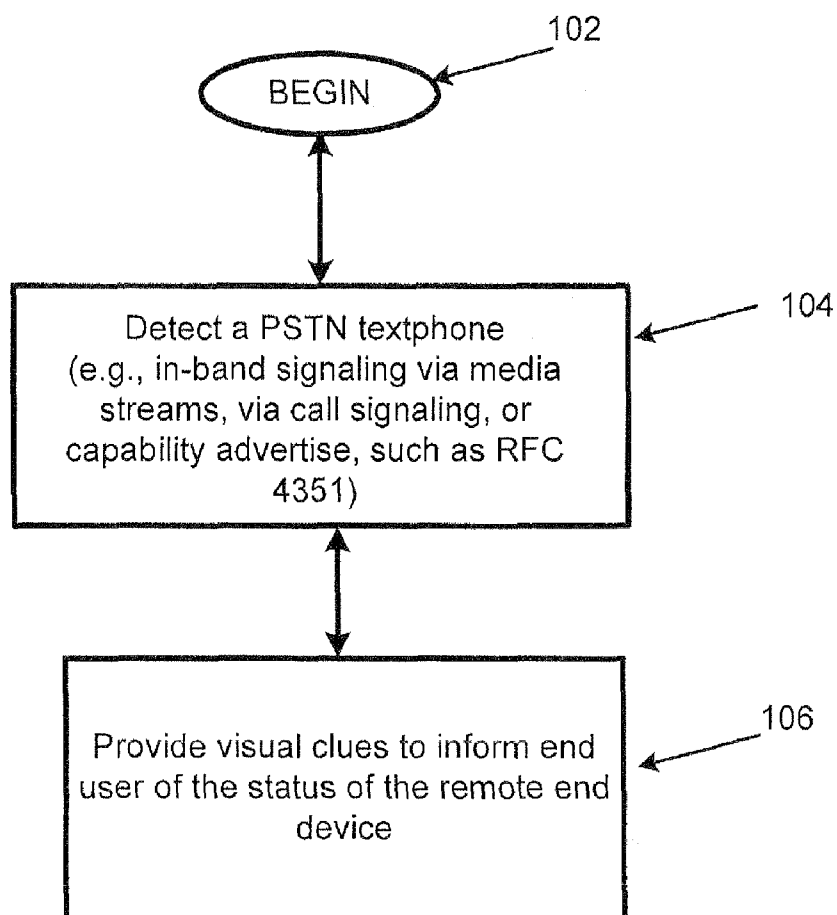 102
BEGIN
104
Detect a PSTN textphone
(e.g., in-band signaling via media
streams, via call signaling, or
capability advertise, such as RFC
4351)
106
Provide visual clues to inform end
user of the status of the remote end
device